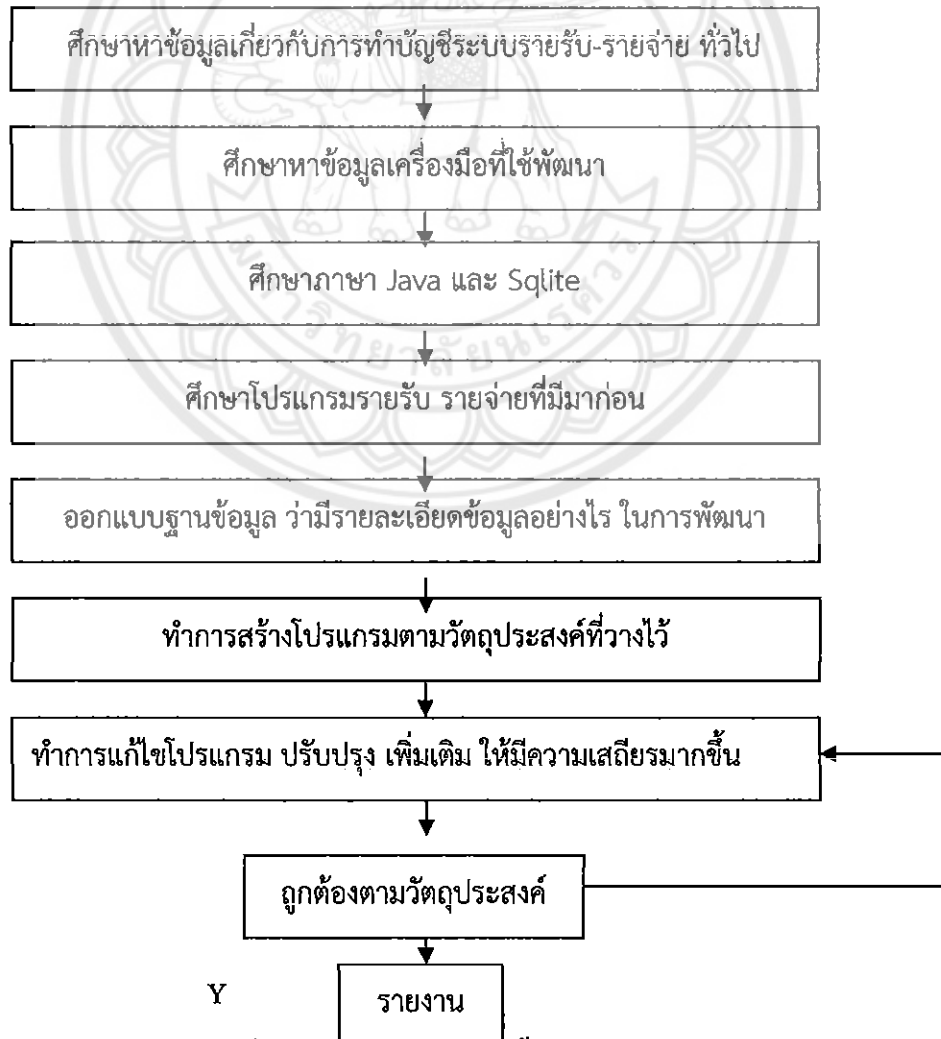 ศึกษาหาข้อมูลเกี่ยวกับการทำบัญชีระบบรายรับ-รายจ่าย ทั่วไป
ศึกษาหาข้อมูลเครื่องมือที่ใช้พัฒนา
ศึกษาภาษา Java และ Sqlite
ศึกษาโปรแกรมรายรับ รายจ่ายที่มีมาก่อน
ออกแบบฐานข้อมูล ว่ามีรายละเอียดข้อมูลอย่างไร ในการพัฒนา
ทำการสร้างโปรแกรมตามวัตถุประสงค์ที่วางไว้
ทำการแก้ไขโปรแกรม ปรับปรุง เพิ่มเติม ให้มีความเสถียรมากขึ้น
ถูกต้องตามวัตถุประสงค์
Y
รายงาน